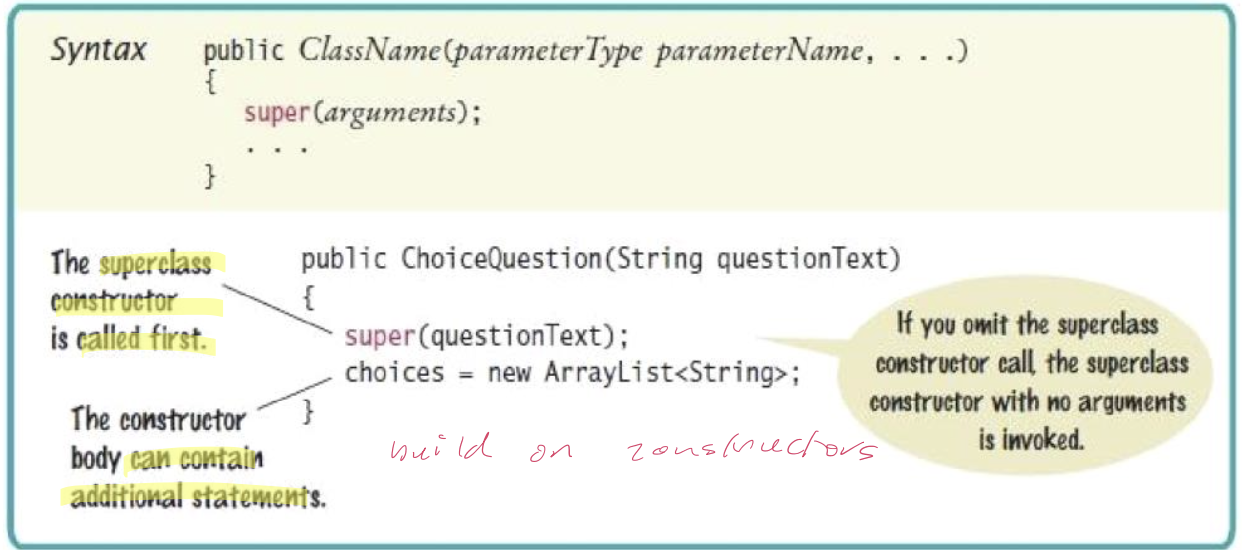 Syntax public ClassName(parameterType parameterName, . . .)
{
super(arguments);
. . .
}
The superclass
constructor
is called first.
public ChoiceQuestion(String questionText)
{
super(questionText);
choices = new ArrayList<String>;
}
The constructor
body can contain
additional statements.
If you omit the superclass
constructor call, the superclass
constructor with no arguments
is invoked.
build on constructors